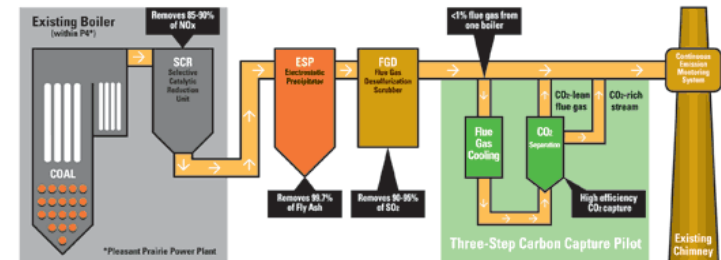 Existing Boiler
(within P4*)
Removes 85-90%
of NOx
SCR
Selective
Catalytic
Reduction
Unit
COAL
*Pleasant Prairie Power Plant
ESP
Electrostatic
Precipitator
Removes 99.7%
of Fly Ash
FGD
Flue Gas
Desulfurization
Scrubber
Removes 90-95%
of SO₂
<1% flue gas from
one boiler
Flue
Gas
Cooling
CO₂
Separation
CO₂-lean
flue gas
CO₂-rich
stream
High efficiency
CO₂ capture
Three-Step Carbon Capture Pilot
Continuous
Emission
Monitoring
System
Existing
Chimney